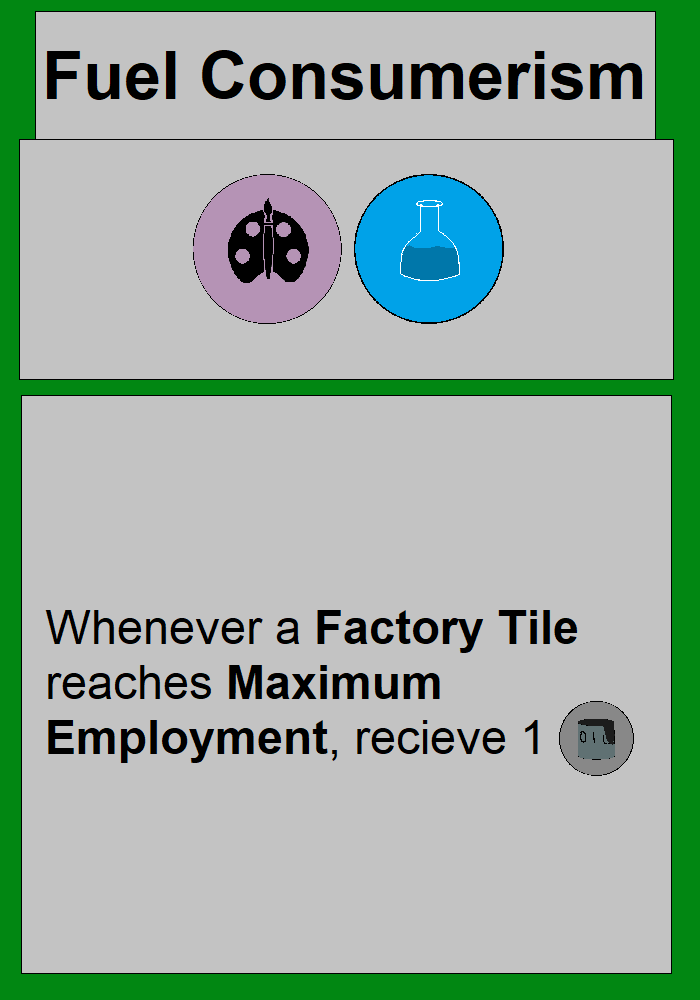 Fuel Consumerism
Whenever a Factory Tile
reaches Maximum
Employment, recieve 1
OIL